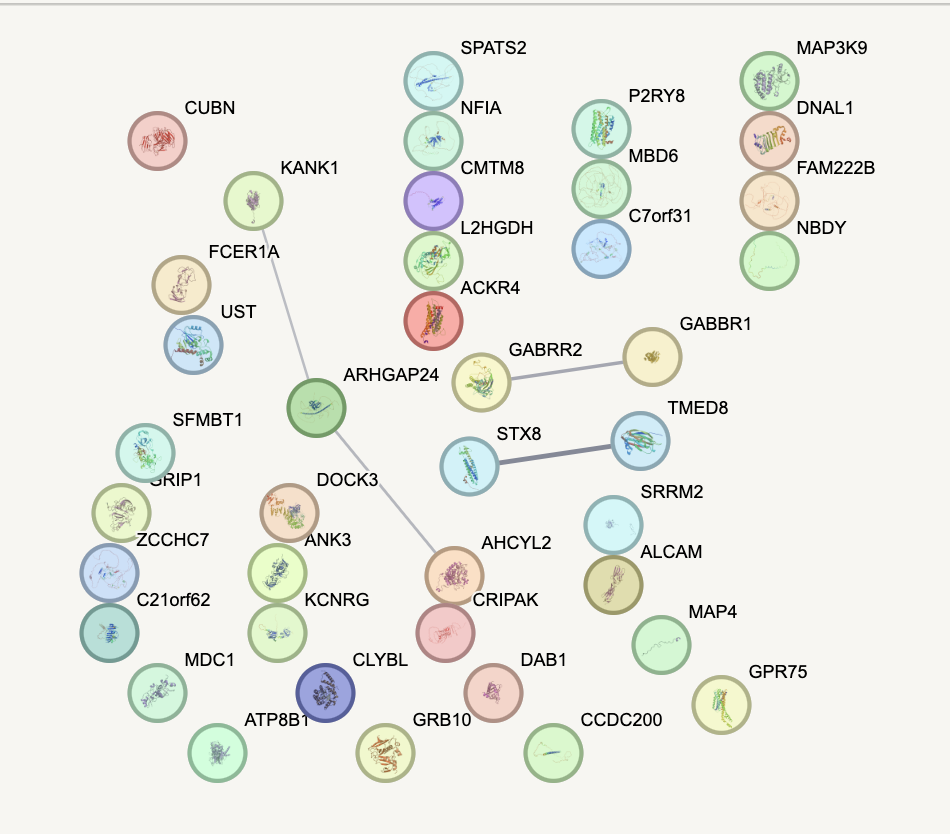 SPATS2
MAP3K9
P2RY8
CUBN
NFIA
DNAL1
MBD6
KANK1
CMTM8
FAM222B
C7orf31
L2HGDH
NBDY
FCER1A
ACKR4
UST
GABBR1
GABRR2
ARHGAP24
TMED8
SFMBT1
STX8
GRIP1
DOCK3
SRRM2
ZCCHC7
ANK3
AHCYL2
ALCAM
C21orf62
KCNRG
CRIPAK
MAP4
MDC1
CLYBL
DAB1
GPR75
ATP8B1
GRB10
CCDC200